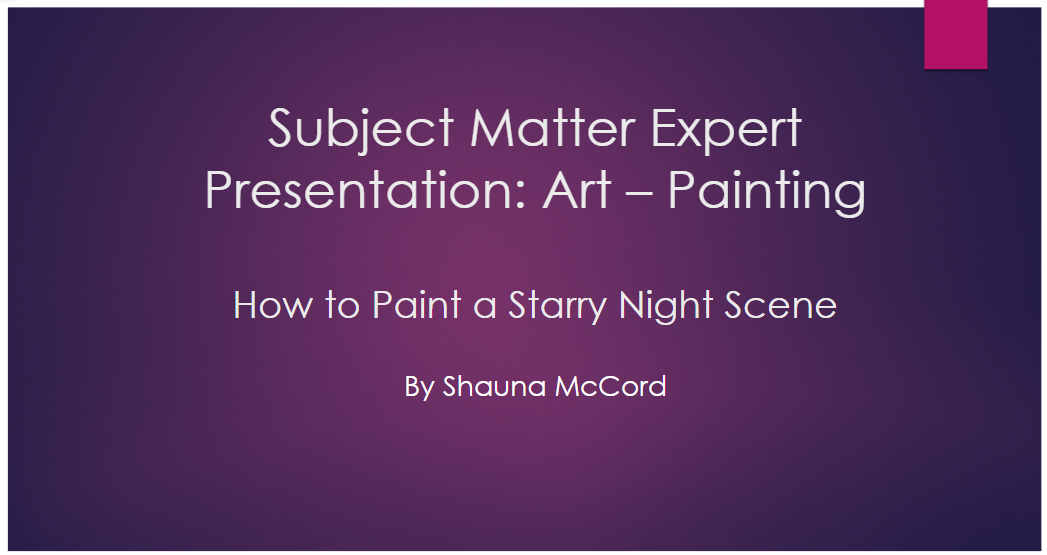 Subject Matter Expert
Presentation: Art – Painting
How to Paint a Starry Night Scene
By Shauna McCord